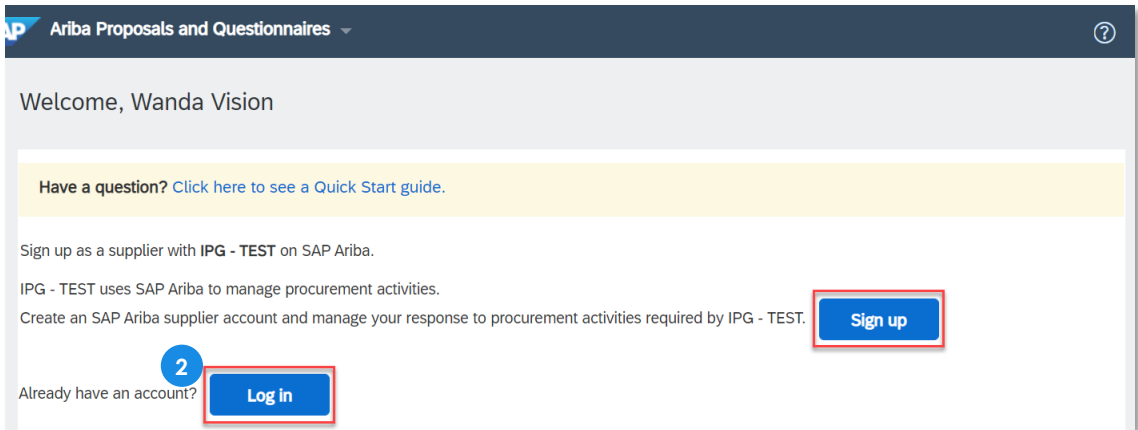 AP Ariba Proposals and Questionnaires
?
Welcome, Wanda Vision
Have a question? Click here to see a Quick Start guide.
Sign up as a supplier with IPG - TEST on SAP Ariba.
IPG - TEST uses SAP Ariba to manage procurement activities.
Create an SAP Ariba supplier account and manage your response to procurement activities required by IPG - TEST. Sign up
2
Already have an account? Log in